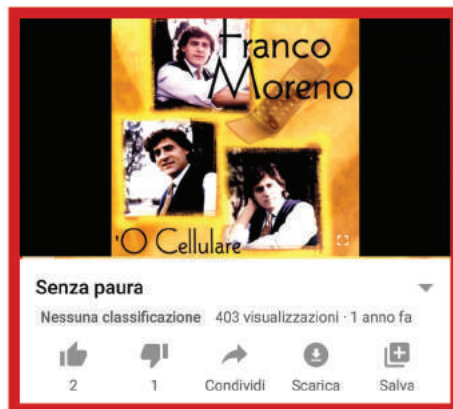 Franco
Moreno
'O Cellulare
Senza paura
Nessuna classificazione 403 visualizzazioni · 1 anno fa
2 1 Condividi Scarica Salva